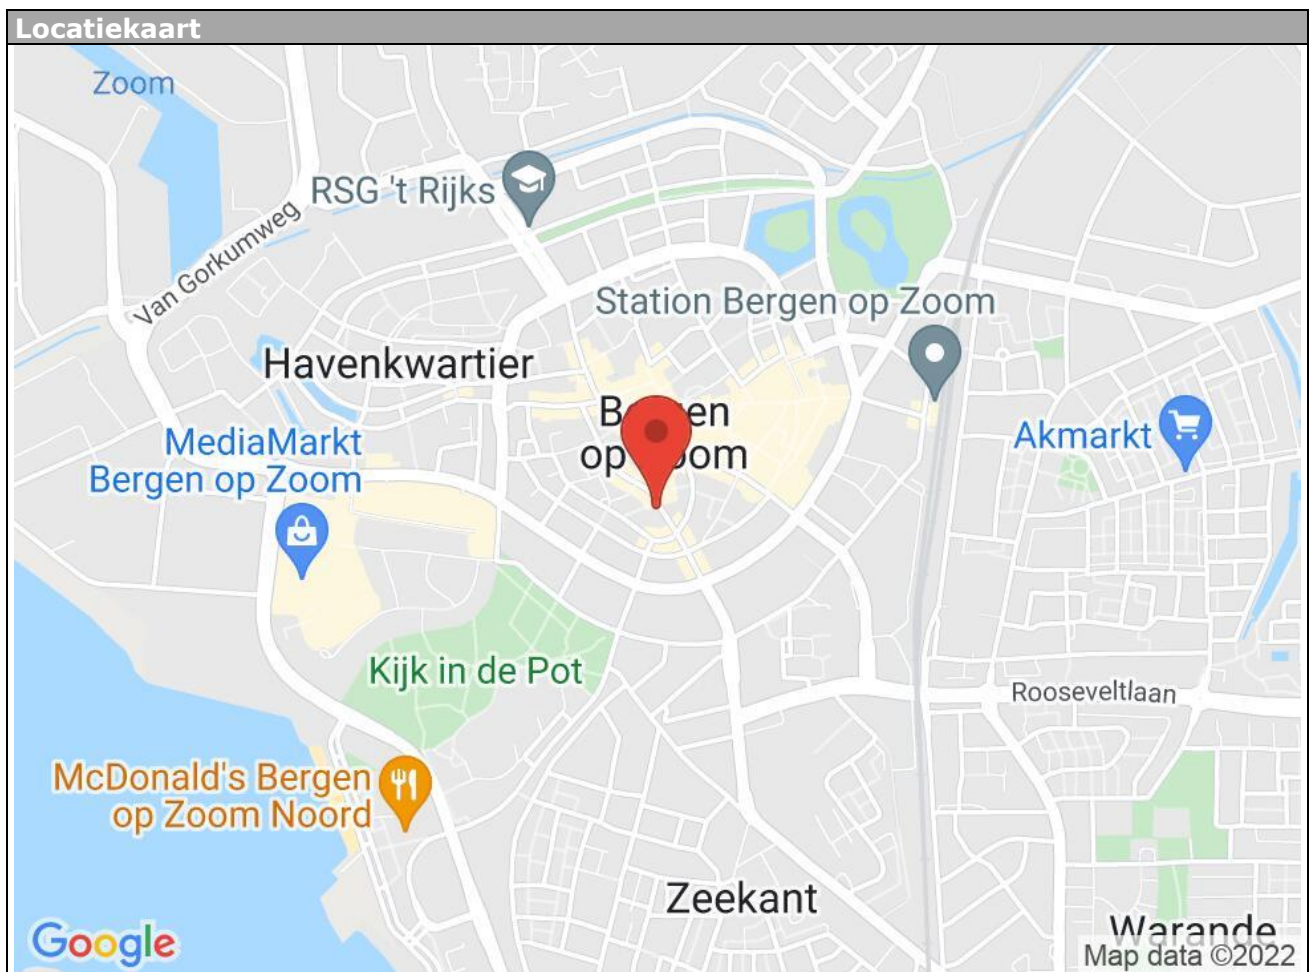 Locatiekaart
Zoom
RSG 't Rijks
Van Gorkumweg
Station Bergen op Zoom
Havenkwartier
MediaMarkt
Bergen op Zoom
Akmarkt
Kijk in de Pot
Rooseveltlaan
McDonald's Bergen
op Zoom Noord
Zeekant
Warande
Google
Map data ©2022